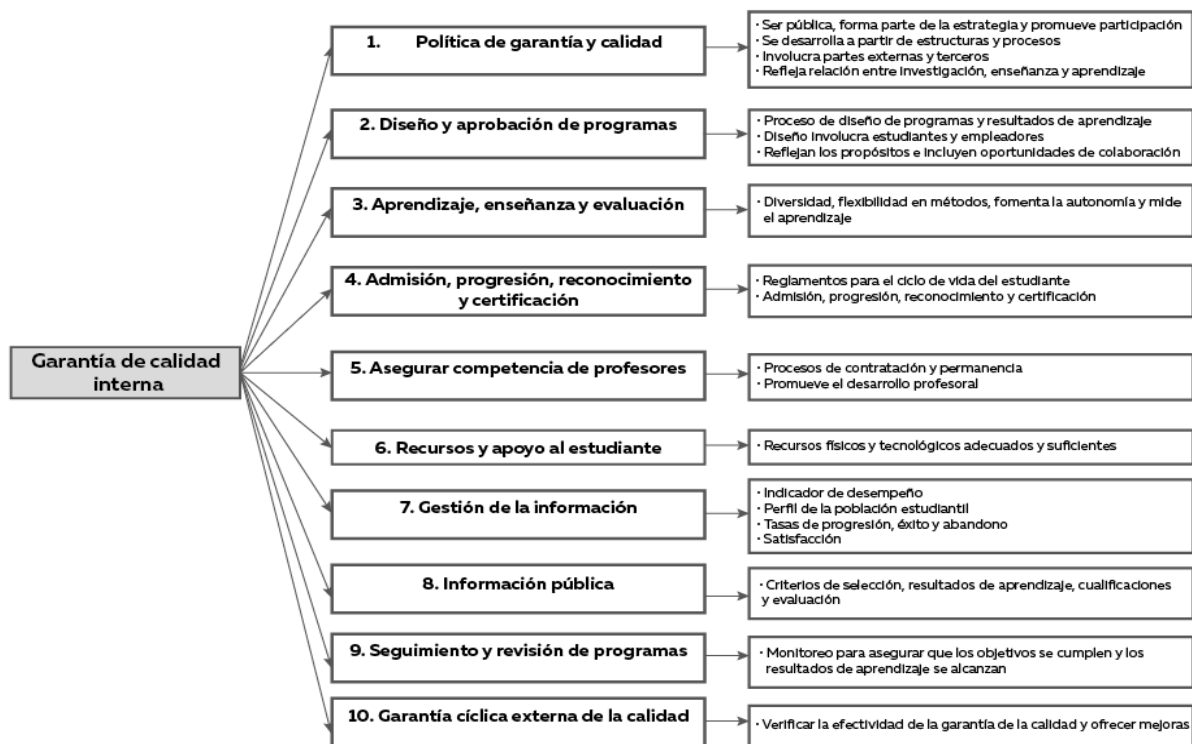 Garantía de calidad
interna
1. Política de garantía y calidad
· Ser pública, forma parte de la estrategia y promueve participación
· Se desarrolla a partir de estructuras y procesos
· Involucra partes externas y terceros
· Refleja relación entre investigación, enseñanza y aprendizaje
2. Diseño y aprobación de programas
· Proceso de diseño de programas y resultados de aprendizaje
· Diseño involucra estudiantes y empleadores
· Reflejan los propósitos e incluyen oportunidades de colaboración
3. Aprendizaje, enseñanza y evaluación
· Diversidad, flexibilidad en métodos, fomenta la autonomía y mide
el aprendizaje
4. Admisión, progresión, reconocimiento
y certificación
· Reglamentos para el ciclo de vida del estudiante
· Admisión, progresión, reconocimiento y certificación
5. Asegurar competencia de profesores
· Procesos de contratación y permanencia
· Promueve el desarrollo profesoral
6. Recursos y apoyo al estudiante
· Recursos físicos y tecnológicos adecuados y suficientes
7. Gestión de la información
· Indicador de desempeño
· Perfil de la población estudiantil
· Tasas de progresión, éxito y abandono
· Satisfacción
8. Información pública
· Criterios de selección, resultados de aprendizaje, cualificaciones
y evaluación
9. Seguimiento y revisión de programas
· Monitoreo para asegurar que los objetivos se cumplen y los
resultados de aprendizaje se alcanzan
10. Garantía cíclica externa de la calidad
· Verificar la efectividad de la garantía de la calidad y ofrecer mejoras